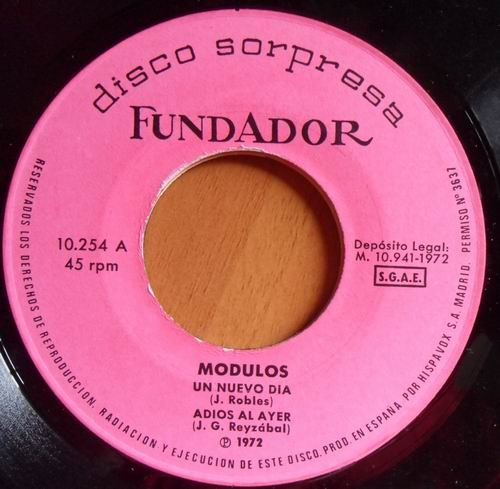 disco sorpresa
FUNDADOR
10.254 A
45 rpm
Depósito Legal:
M. 10.941-1972
S.G.A.E.
MODULOS
UN NUEVO DIA
(J. Robles)
ADIOS AL AYER
(J. G. Reyzábal)
Ⓟ 1972
RESERVADOS LOS DERECHOS DE REPRODUCCION. RADIACION Y EJECUCION DE ESTE DISCO. PROD. EN ESPAÑA POR HISPAVOX S.A. MADRID. PERMISO Nº 3637